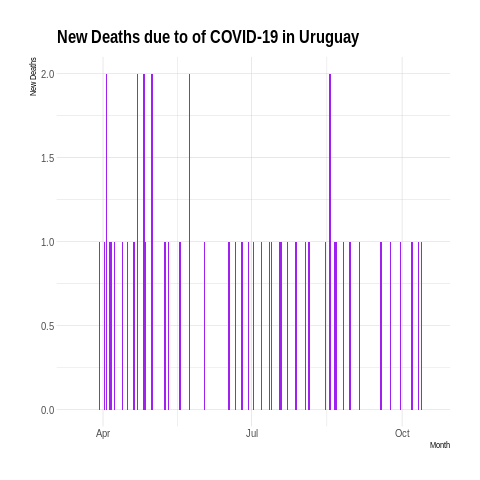 New Deaths due to of COVID-19 in Uruguay
New Deaths
2.0
1.5
1.0
0.5
0.0
Apr
Jul
Oct
Month